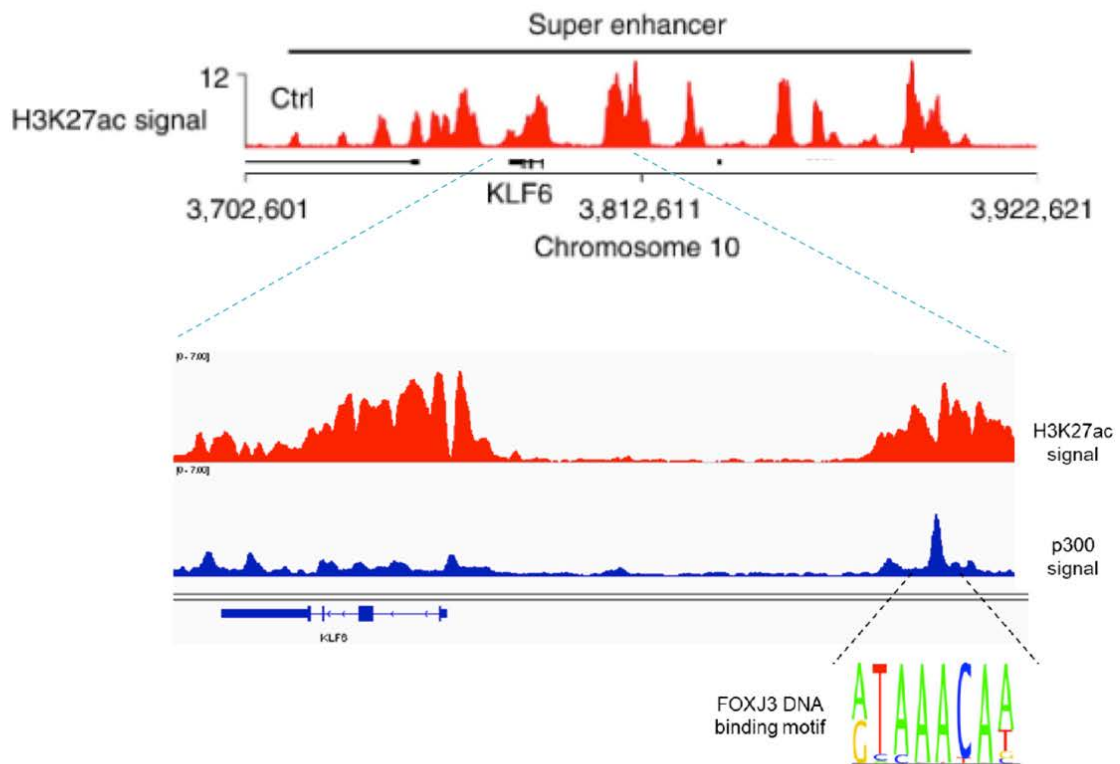 Super enhancer
12
Ctrl
H3K27ac signal
KLF6
3,702,601 3,812,611 3,922,621
Chromosome 10
[0 - 7.00]
H3K27ac
signal
[0 - 7.00]
p300
signal
KLF6
FOXJ3 DNA
binding motif
ATAAACAA